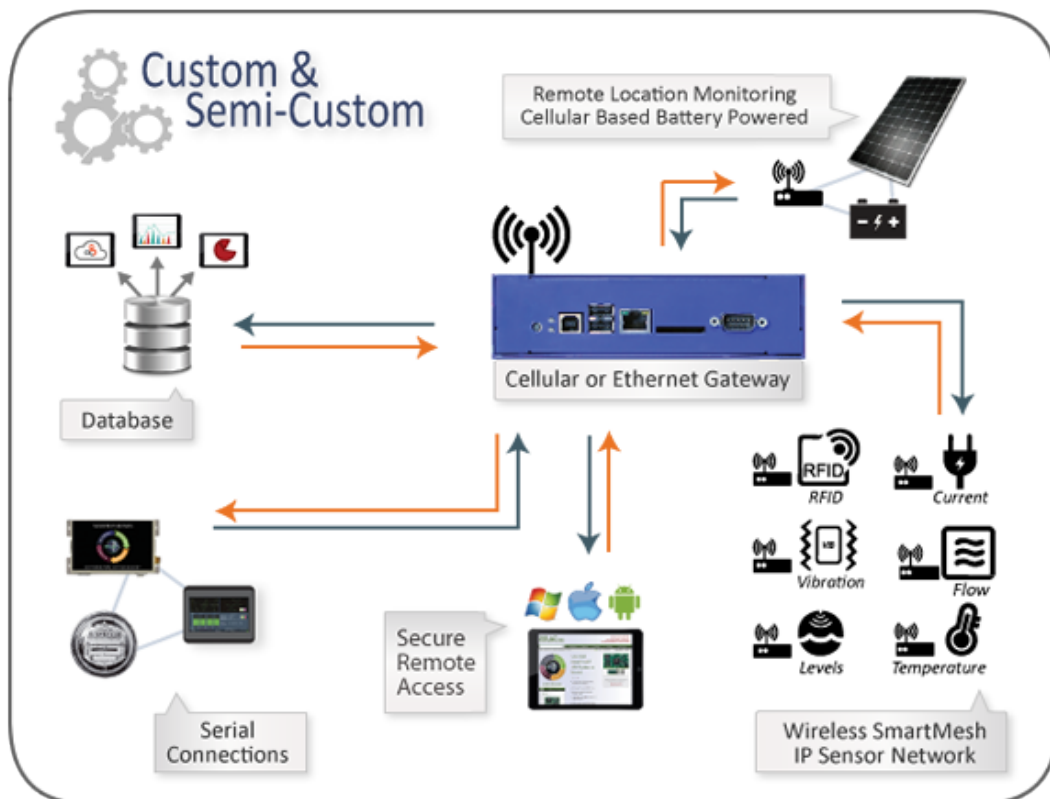 Custom &
Semi-Custom
Remote Location Monitoring
Cellular Based Battery Powered
Cellular or Ethernet Gateway
Database
RFID
RFID
Current
Vibration
Flow
Levels
Temperature
Secure
Remote
Access
Serial
Connections
Wireless SmartMesh
IP Sensor Network